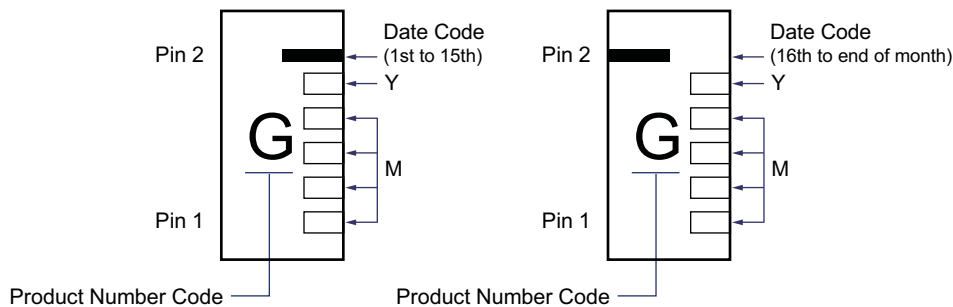 Pin 2
Date Code
(1st to 15th)
Y
G
M
Pin 1
Product Number Code
Pin 2
Date Code
(16th to end of month)
Y
G
M
Pin 1
Product Number Code